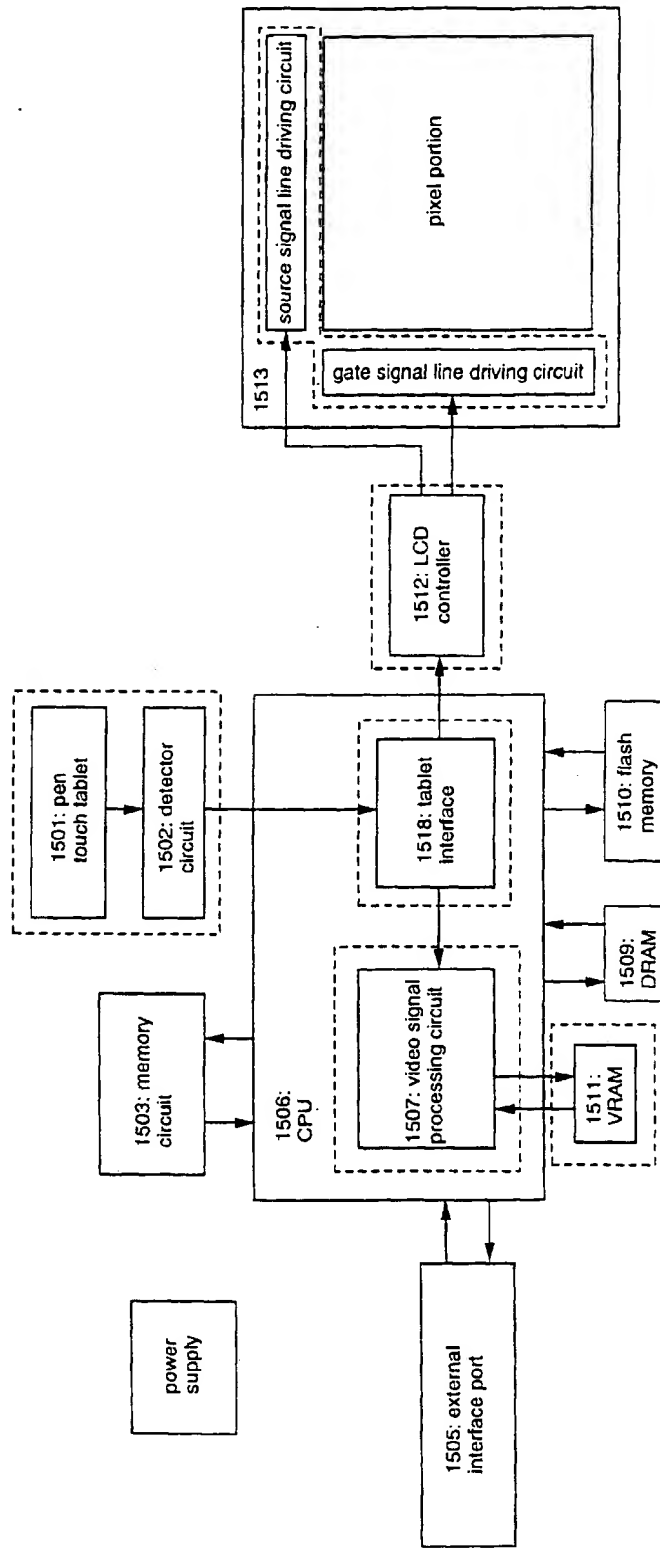 power
supply
1503: memory
circuit
1501: pen
touch tablet
1502: detector
circuit
1505: external
interface port
1506:
CPU
1507: video signal
processing circuit
1518: tablet
interface
1512: LCD
controller
1513
source signal line driving circuit
gate signal line driving circuit
pixel portion
1511:
VRAM
1509:
DRAM
1510: flash
memory